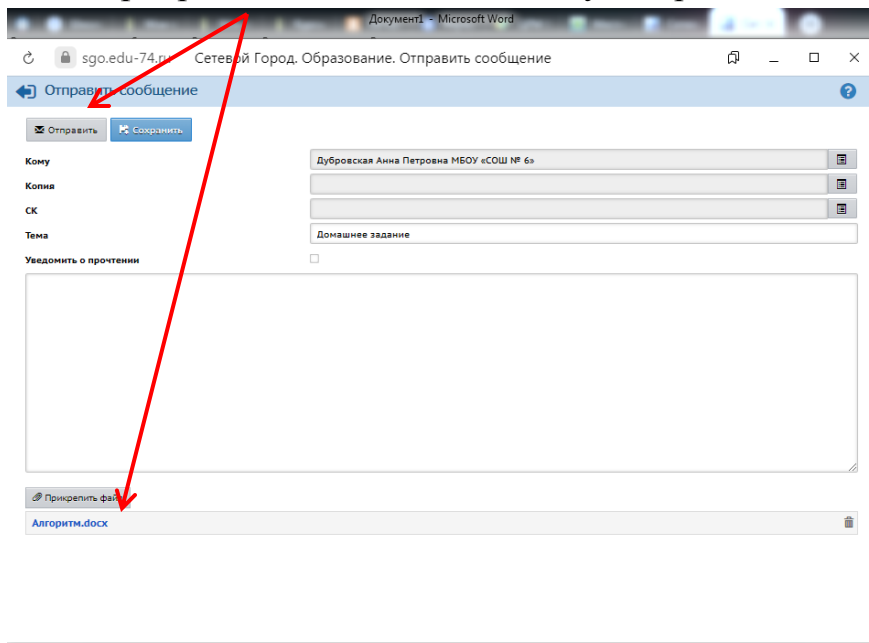 Документ1 - Microsoft Word
sgo.edu-74.ru Сетевой Город. Образование. Отправить сообщение
Отправить сообщение
Отправить Сохранить
Кому Дубровская Анна Петровна МБОУ «СОШ № 6»
Копия
СК
Тема Домашнее задание
Уведомить о прочтении
Прикрепить файл
Алгоритм.docx